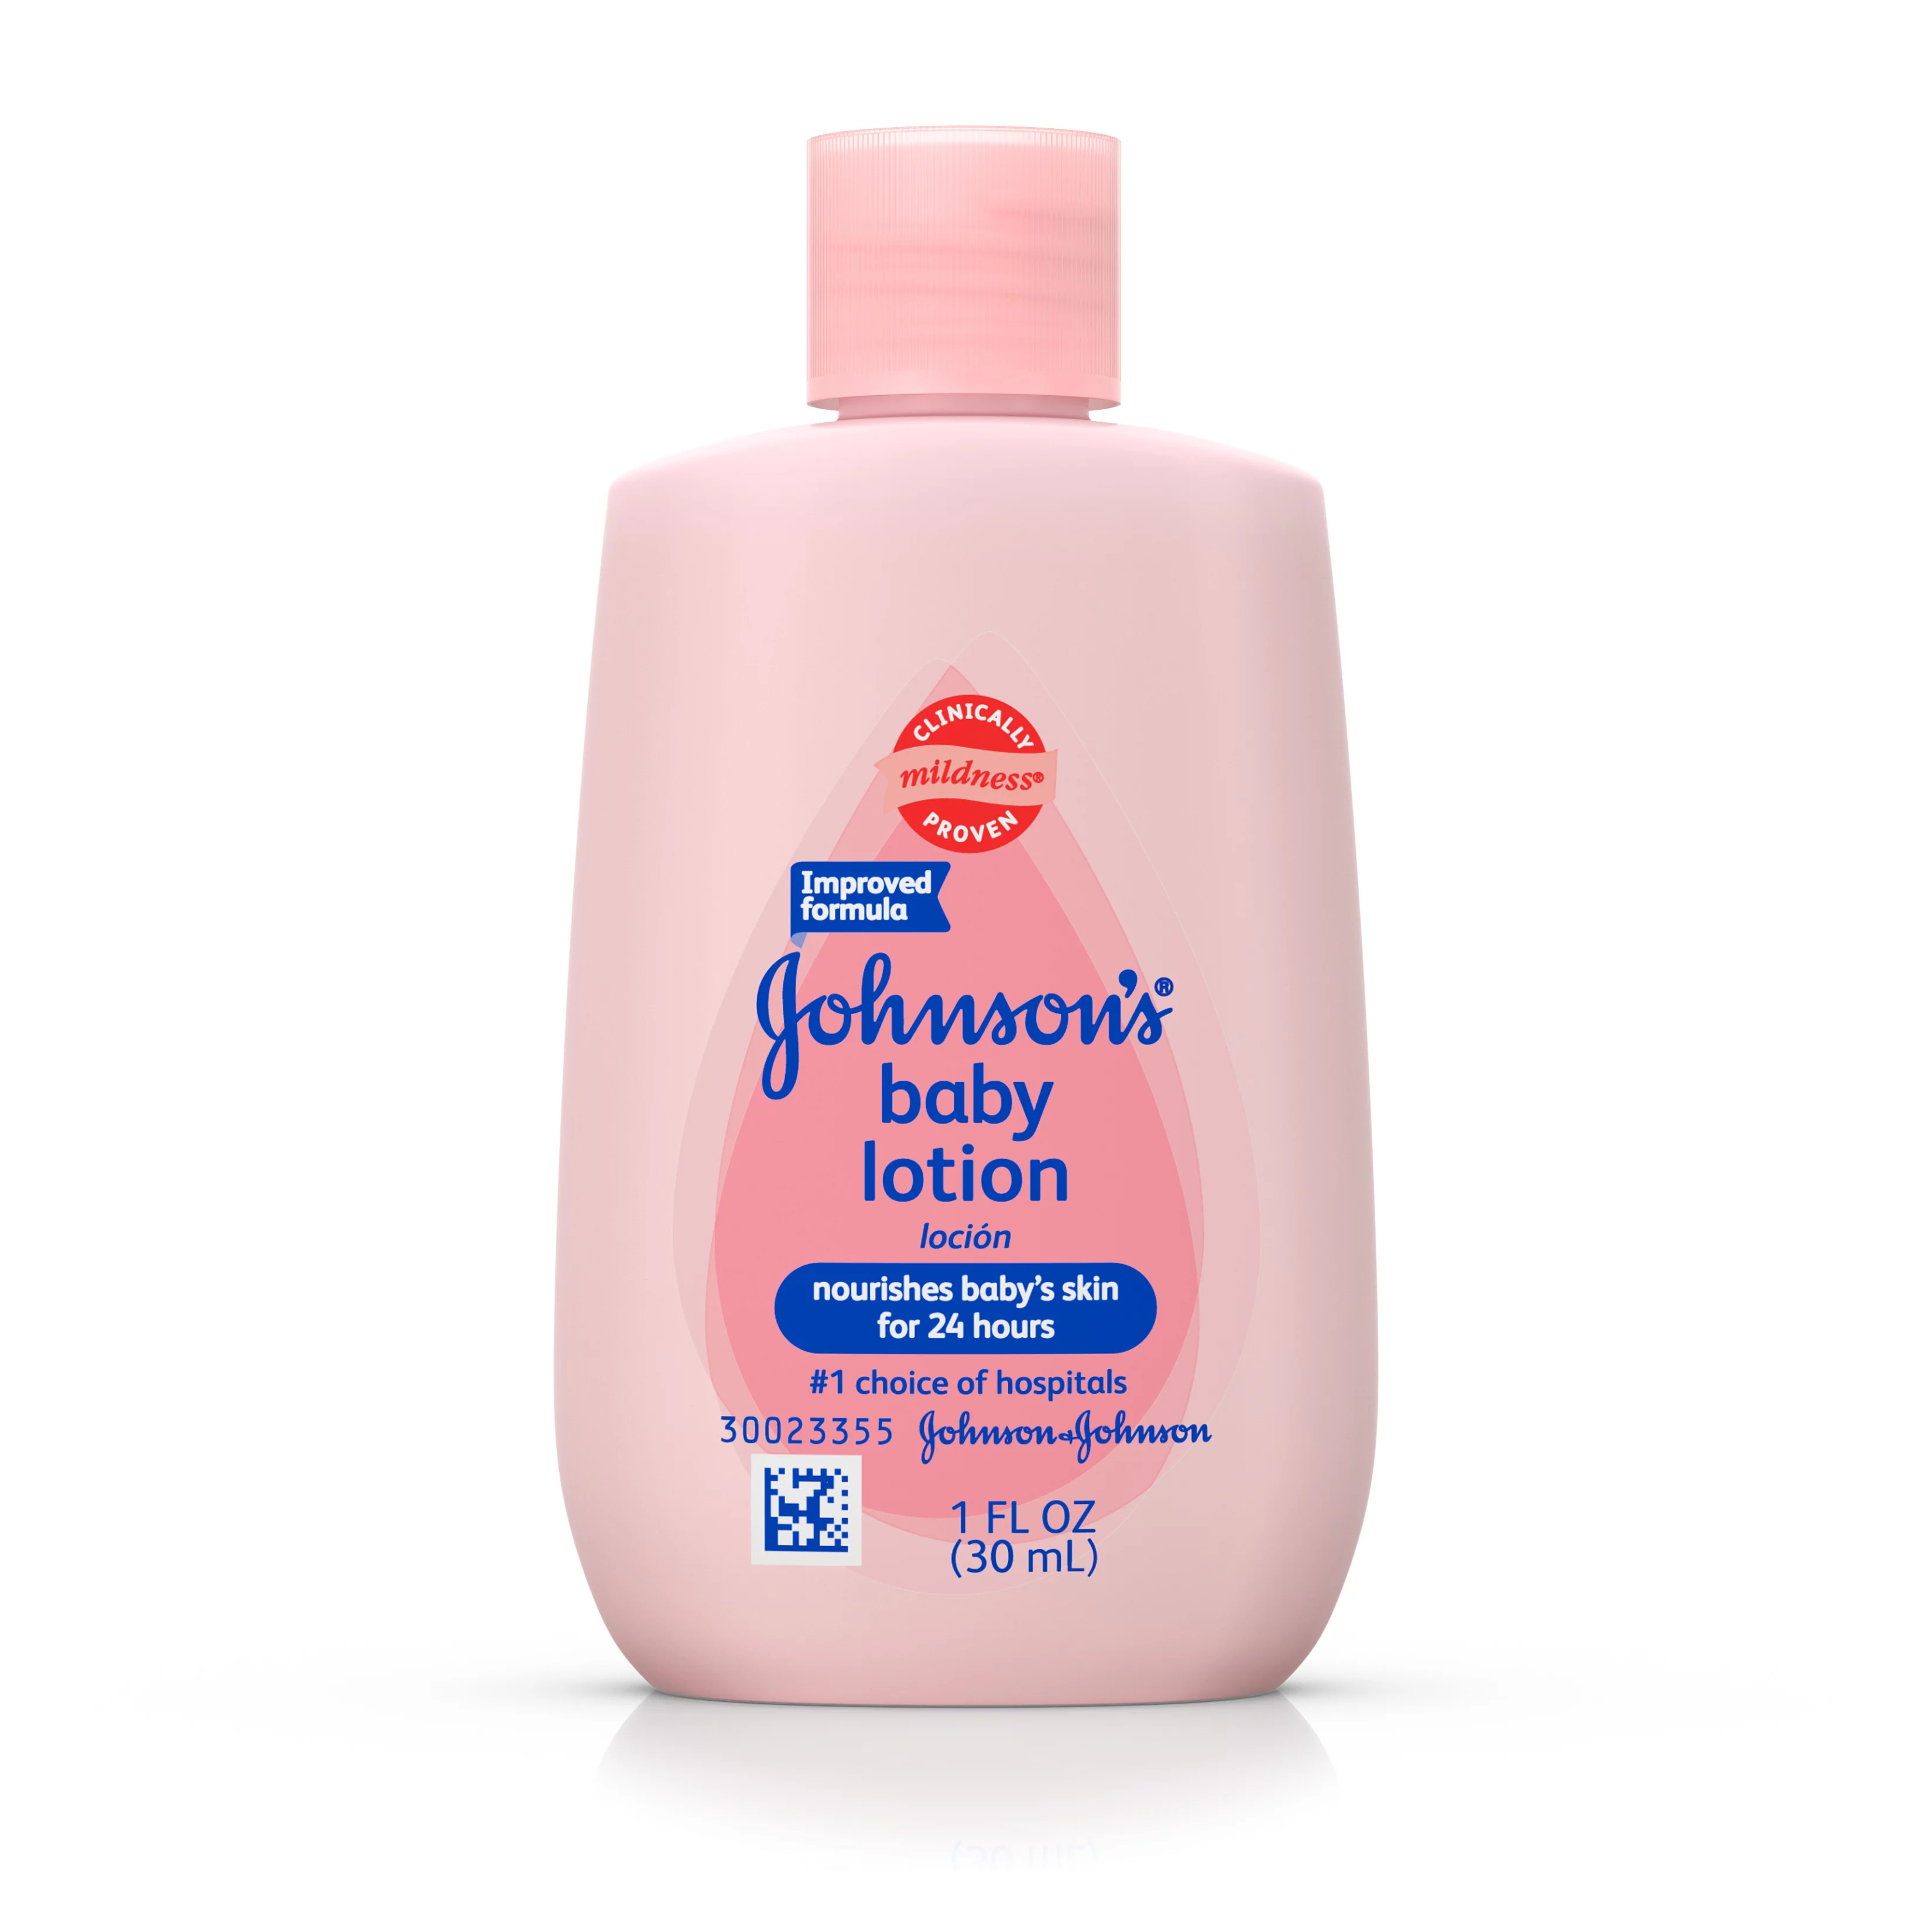 CLINICALLY
mildness®
PROVEN
Improved
formula
Johnson's®
baby
lotion
loción
nourishes baby's skin
for 24 hours
#1 choice of hospitals
30023355 Johnson & Johnson
1 FL OZ
(30 mL)